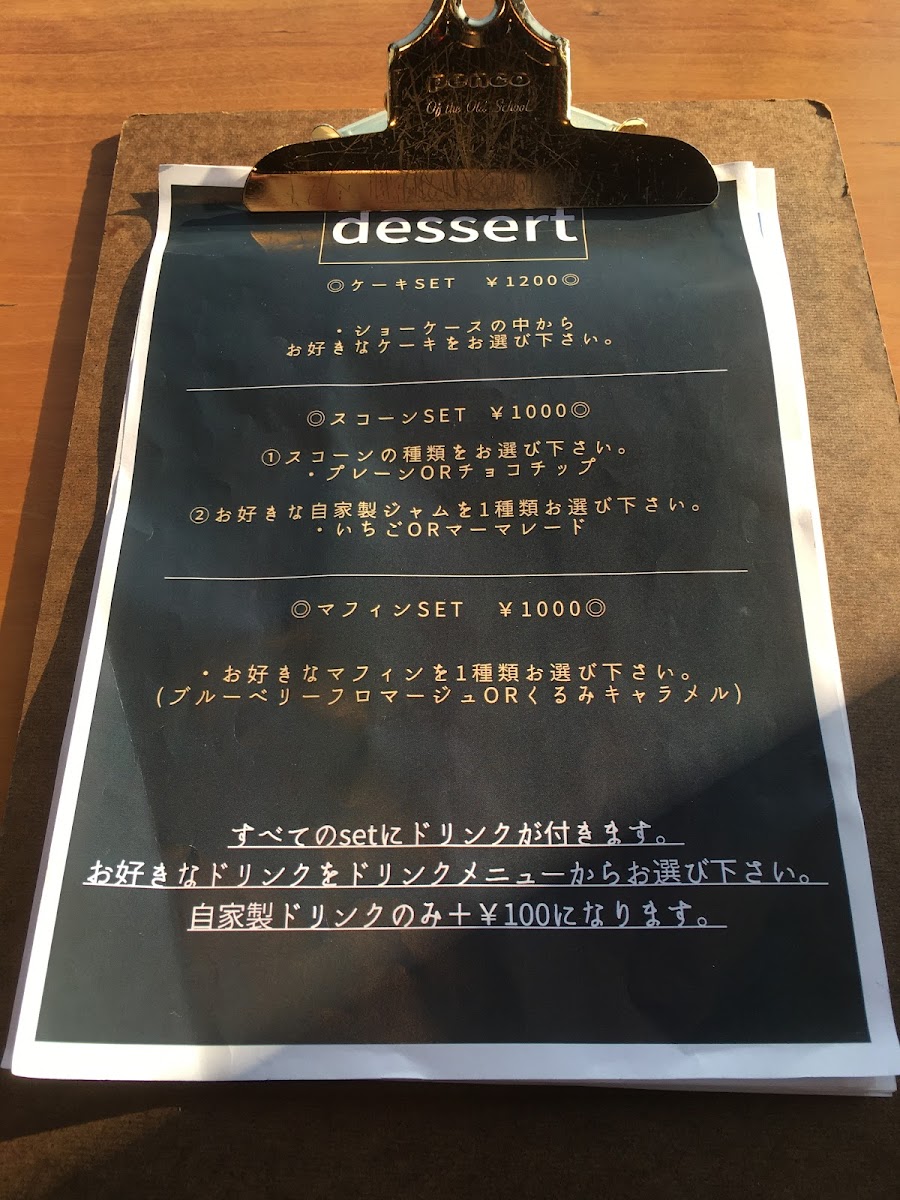 penco
Of the Old School
dessert
◎ケーキSET ¥1200◎
・ショーケースの中から
お好きなケーキをお選び下さい。
◎スコーンSET ¥1000◎
①スコーンの種類をお選び下さい。
・プレーンORチョコチップ
②お好きな自家製ジャムを1種類お選び下さい。
・いちごORマーマレード
◎マフィンSET ¥1000◎
・お好きなマフィンを1種類お選び下さい。
(ブルーベリーフロマージュORくるみキャラメル)
すべてのsetにドリンクが付きます。
お好きなドリンクをドリンクメニューからお選び下さい。
自家製ドリンクのみ＋¥100になります。